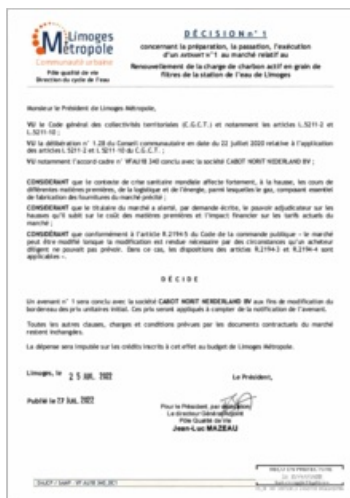 Limoges
Métropole
Communauté urbaine
Pôle qualité de vie
Direction du cycle de l'eau
DÉCISION n° 1
concernant la préparation, la passation, l'exécution
d'un AVENANT N°1 au marché relatif au
Renouvellement de la charge de charbon actif en grain de
filtres de la station de l'eau de Limoges
Monsieur le Président de Limoges Métropole,
VU le Code général des collectivités territoriales (C.G.C.T.) et notamment les articles L.5211-2 et
L.5211-10 ;
VU la délibération n° 1.28 du Conseil communautaire en date du 22 juillet 2020 relative à l'application
des articles L.5211-2 et L.5211-10 du C.G.C.T. ;
VU notamment l'accord cadre n° VFAU18 340 conclu avec la société CABOT NORIT NEDERLAND BV ;
CONSIDERANT que le contexte de crise sanitaire mondiale affecte fortement, à la hausse, les cours de
différentes matières premières, de la logistique et de l'énergie, parmi lesquelles le gaz, composant essentiel
de fabrication des fournitures du marché précité ;
CONSIDERANT que le titulaire du marché a alerté, par demande écrite, le pouvoir adjudicateur sur les
hausses qu'il subit sur le coût des matières premières et l'impact financier sur les tarifs actuels du
marché ;
CONSIDÉRANT que conformément à l'article R.2194-5 du Code de la commande publique « le marché
peut être modifié lorsque la modification est rendue nécessaire par des circonstances qu'un acheteur
diligent ne pouvait pas prévoir. Dans ce cas, les dispositions des articles R.2194-3 et R.2194-4 sont
applicables ».
DÉCIDE
Un avenant n° 1 sera conclu avec la société CABOT NORIT NERDERLAND BV aux fins de modification du
bordereau des prix unitaires initial. Ces prix seront appliqués à compter de la notification de l'avenant.
Toutes les autres clauses, charges et conditions prévues par les documents contractuels du marché
restent inchangées.
La dépense sera imputée sur les crédits inscrits à cet effet au budget de Limoges Métropole.
Limoges, le 25 JUIL. 2022
Le Président,
Publié le 27 JUIL. 2022
Pour le Président par
Le directeur Général Adjoint
Pôle Qualité de Vie
Jean-Luc MAZEAU